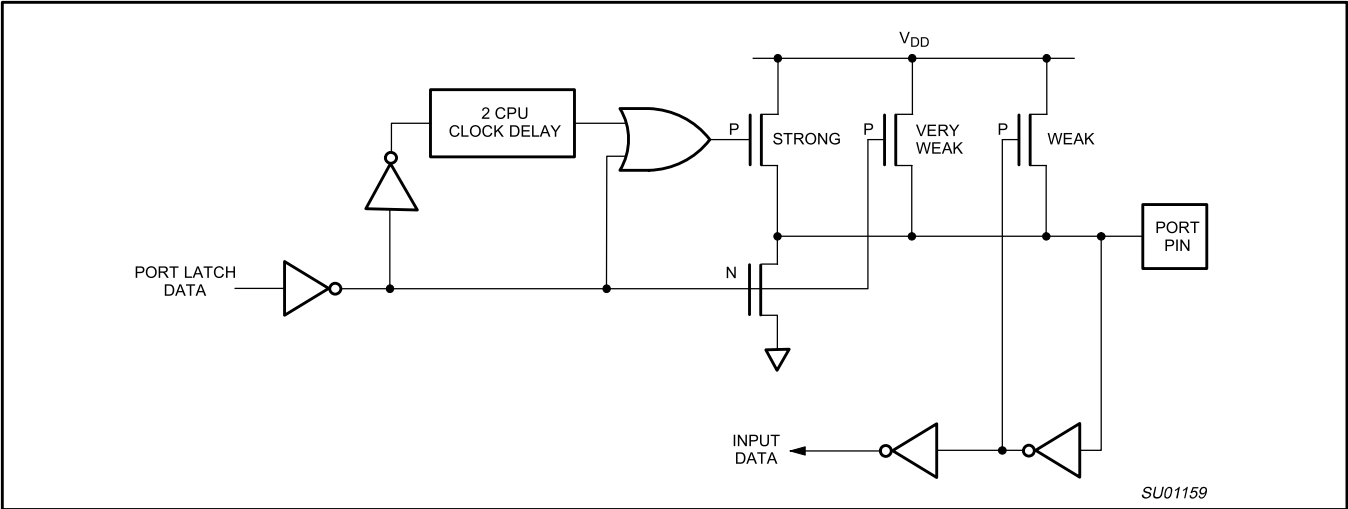 VDD
2 CPU
CLOCK DELAY
P
STRONG
P
VERY
WEAK
P
WEAK
PORT
PIN
PORT LATCH
DATA
N
INPUT
DATA
SU01159